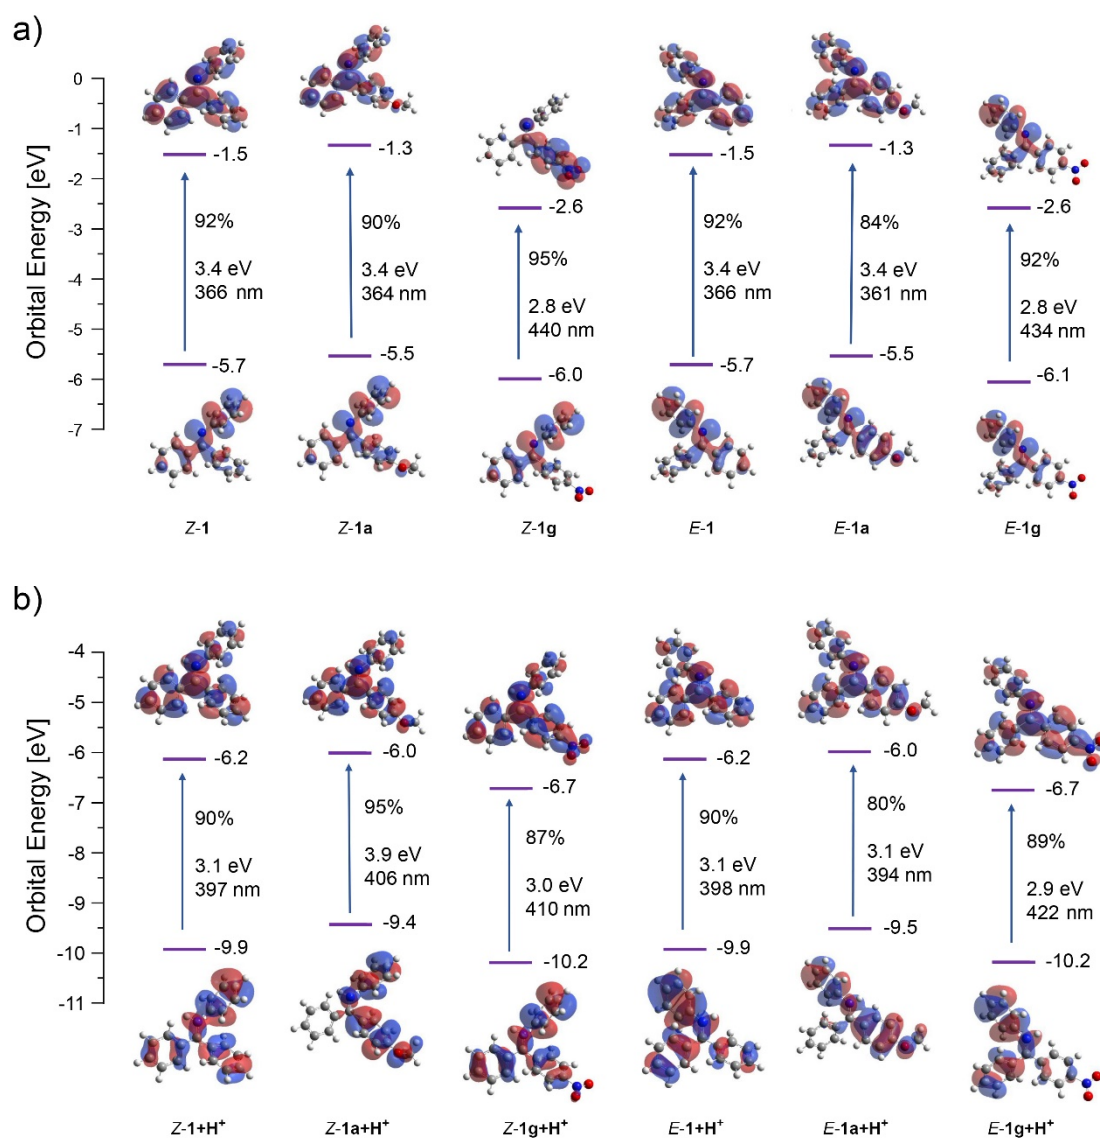 a)
Orbital Energy [eV]
0
-1
-2
-3
-4
-5
-6
-7
-1.5
92%
3.4 eV
366 nm
-5.7
Z-1
-1.3
90%
3.4 eV
364 nm
-5.5
Z-1a
-2.6
95%
2.8 eV
440 nm
-6.0
Z-1g
-1.5
92%
3.4 eV
366 nm
-5.7
E-1
-1.3
84%
3.4 eV
361 nm
-5.5
E-1a
-2.6
92%
2.8 eV
434 nm
-6.1
E-1g
b)
Orbital Energy [eV]
-4
-5
-6
-7
-8
-9
-10
-11
-6.2
90%
3.1 eV
397 nm
-9.9
Z-1+H⁺
-6.0
95%
3.9 eV
406 nm
-9.4
Z-1a+H⁺
-6.7
87%
3.0 eV
410 nm
-10.2
Z-1g+H⁺
-6.2
90%
3.1 eV
398 nm
-9.9
E-1+H⁺
-6.0
80%
3.1 eV
394 nm
-9.5
E-1a+H⁺
-6.7
89%
2.9 eV
422 nm
-10.2
E-1g+H⁺